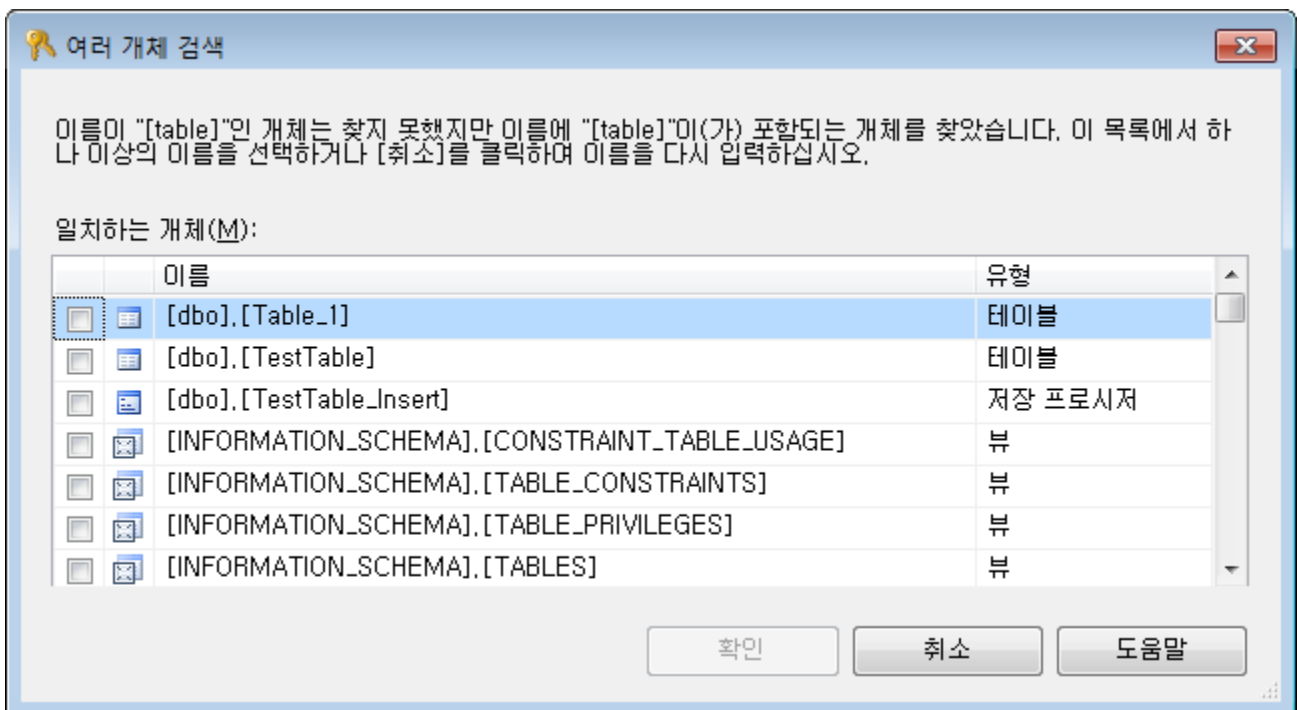 여러 개체 검색
이름이 "[table]"인 개체는 찾지 못했지만 이름에 "[table]"이(가) 포함되는 개체를 찾았습니다. 이 목록에서 하
나 이상의 이름을 선택하거나 [취소]를 클릭하여 이름을 다시 입력하십시오.
일치하는 개체(M):
이름 유형
[dbo].[Table_1] 테이블
[dbo].[TestTable] 테이블
[dbo].[TestTable_Insert] 저장 프로시저
[INFORMATION_SCHEMA].[CONSTRAINT_TABLE_USAGE] 뷰
[INFORMATION_SCHEMA].[TABLE_CONSTRAINTS] 뷰
[INFORMATION_SCHEMA].[TABLE_PRIVILEGES] 뷰
[INFORMATION_SCHEMA].[TABLES] 뷰
확인 취소 도움말